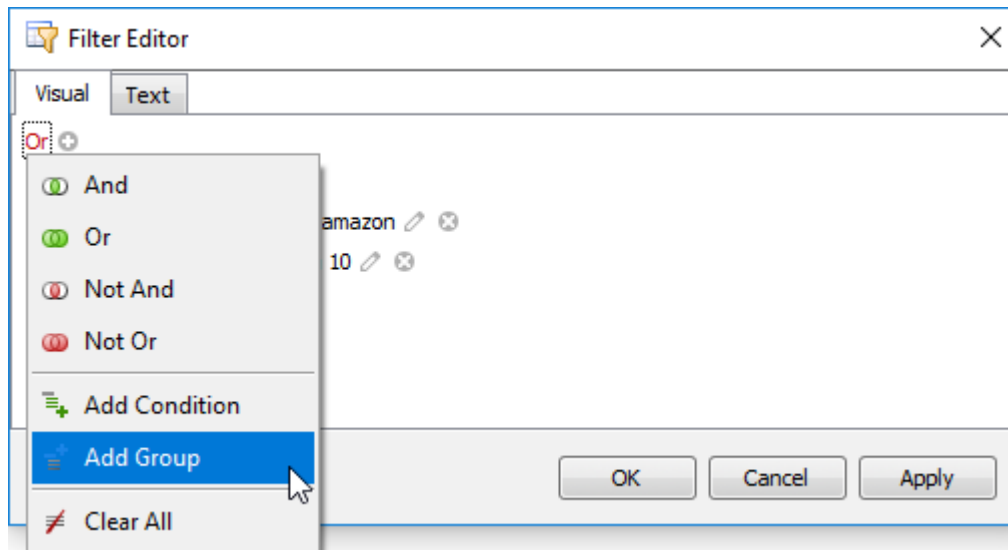 Filter Editor
Visual Text
Or
And
Or
Not And
Not Or
Add Condition
Add Group
Clear All
amazon
10
OK Cancel Apply